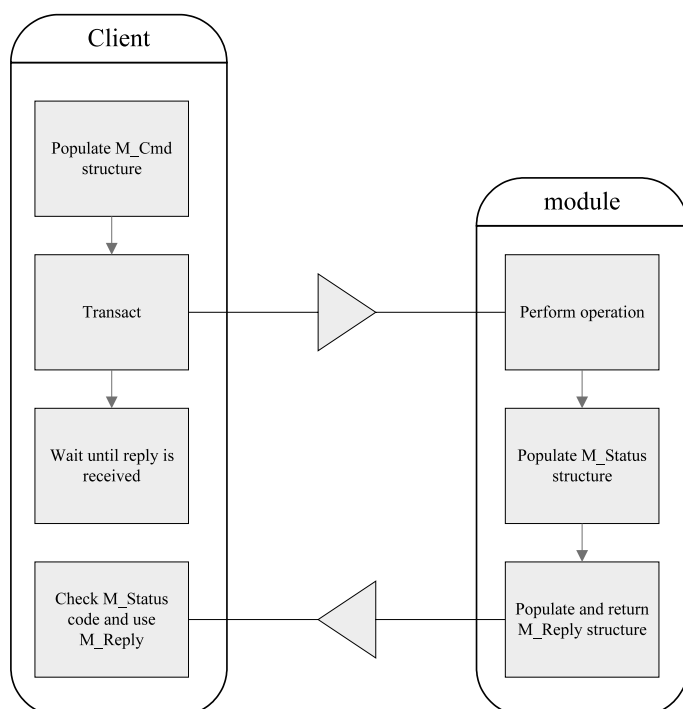 Client
Populate M_Cmd
structure
Transact
Wait until reply is
received
Check M_Status
code and use
M_Reply
module
Perform operation
Populate M_Status
structure
Populate and return
M_Reply structure